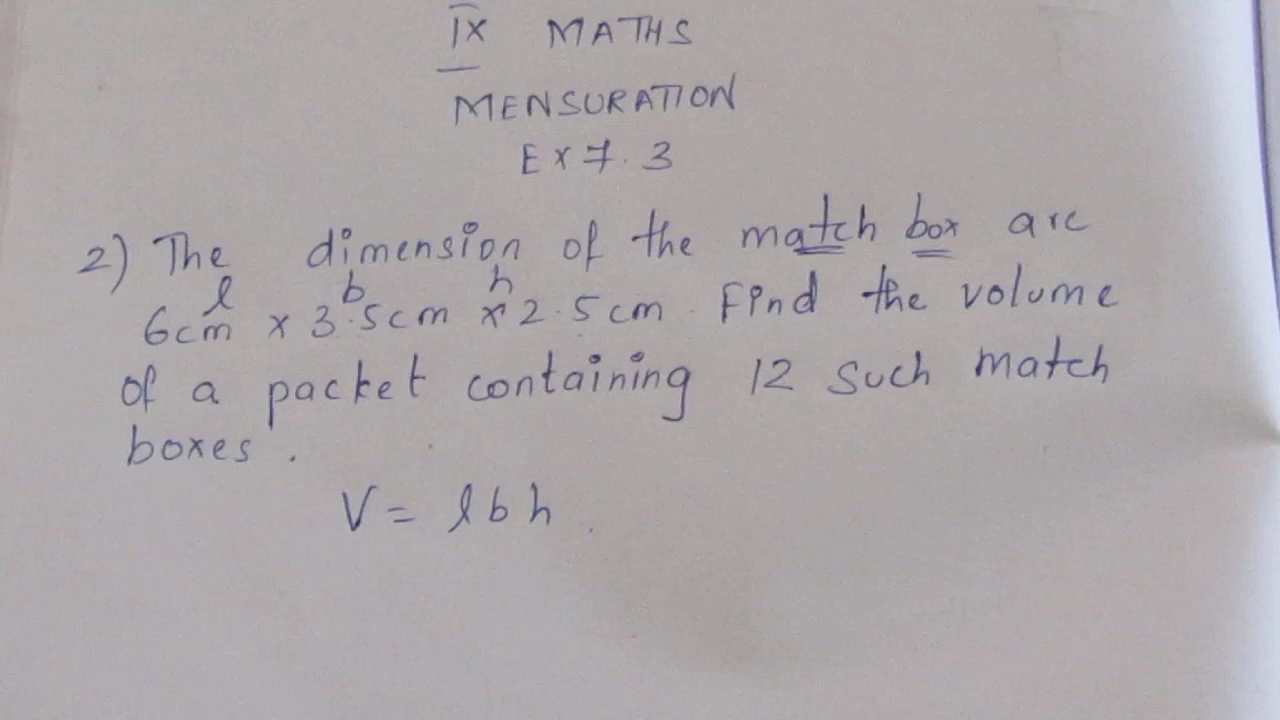 IX MATHS
MENSURATION
Ex 7.3
2) The dimension of the match box are
l b h
6cm x 3.5cm x 2.5cm. Find the volume
of a packet containing 12 such match
boxes.
V = lbh